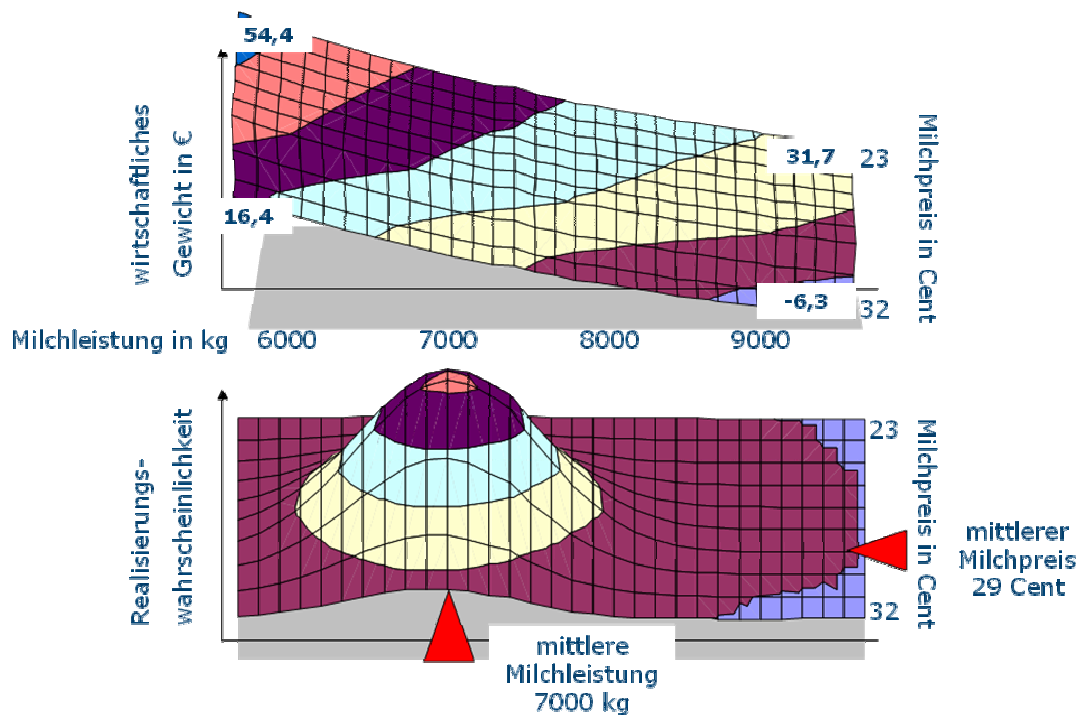 54,4
wirtschaftliches
Gewicht in €
16,4
31,7
23
Milchpreis in Cent
-6,3
32
Milchleistung in kg 6000 7000 8000 9000
Realisierungs-
wahrscheinlichkeit
23
Milchpreis in Cent
32
mittlerer
Milchpreis
29 Cent
mittlere
Milchleistung
7000 kg